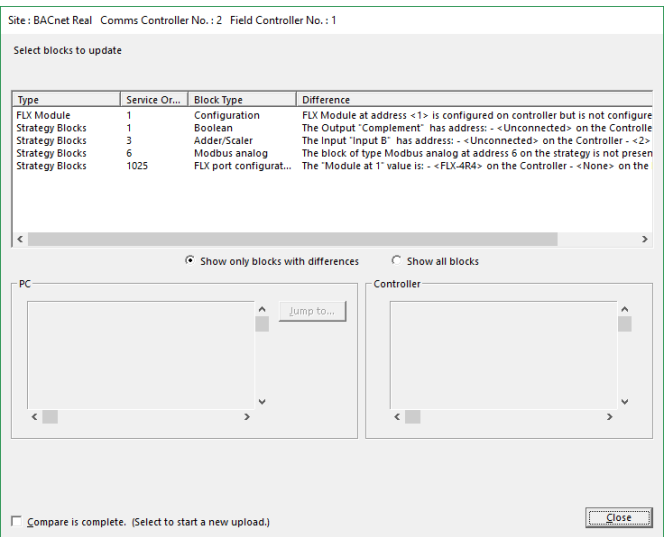 Site : BACnet Real   Comms Controller No. : 2   Field Controller No. : 1
Select blocks to update
Type   Service Or...   Block Type   Difference
FLX Module   1   Configuration   FLX Module at address <1> is configured on controller but is not configure
Strategy Blocks   1   Boolean   The Output "Complement"  has address: - <Unconnected> on the Controlle
Strategy Blocks   3   Adder/Scaler   The Input "Input B"  has address: - <Unconnected> on the Controller - <2>
Strategy Blocks   6   Modbus analog   The block of type Modbus analog at address 6 on the strategy is not presen
Strategy Blocks   1025   FLX port configurat...   The "Module at 1" value is: - <FLX-4R4> on the Controller - <None> on the
Show only blocks with differences   Show all blocks
PC   Controller
Jump to...
Compare is complete.  (Select to start a new upload.)   Close